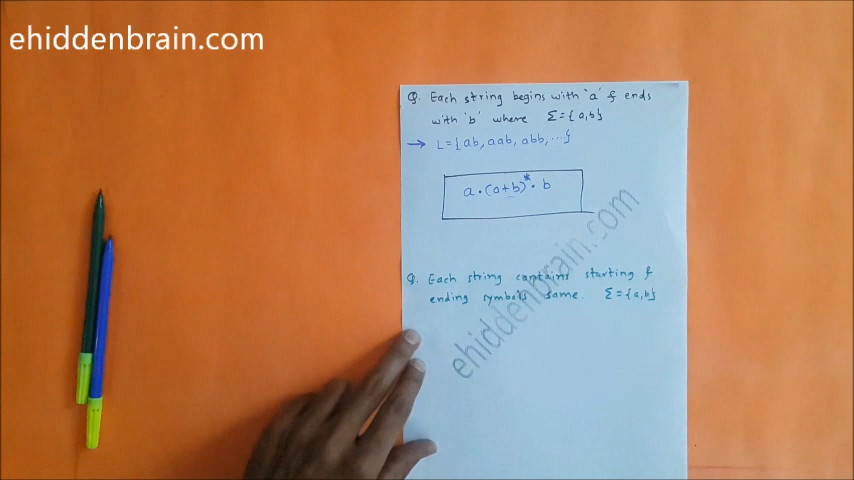 ehiddenbrain.com
Q. Each string begins with 'a' & ends
with 'b' where Σ={a,b}
→ L={ab, aab, abb, ...}
a·(a+b)*·b
Q. Each string contains starting &
ending symbols same. Σ={a,b}
ehiddenbrain.com